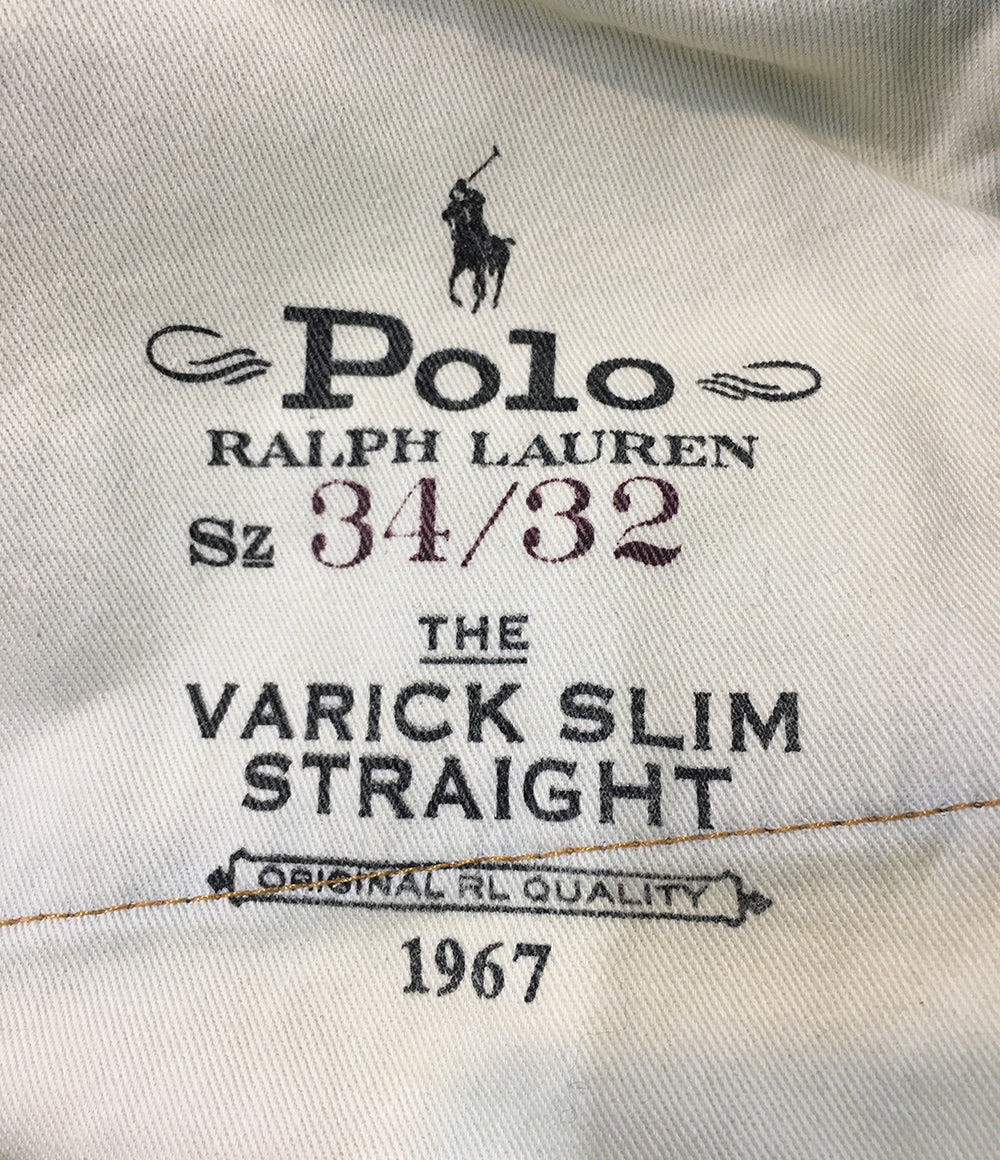 Polo
RALPH LAUREN
Sz 34/32
THE
VARICK SLIM
STRAIGHT
ORIGINAL RL QUALITY
1967